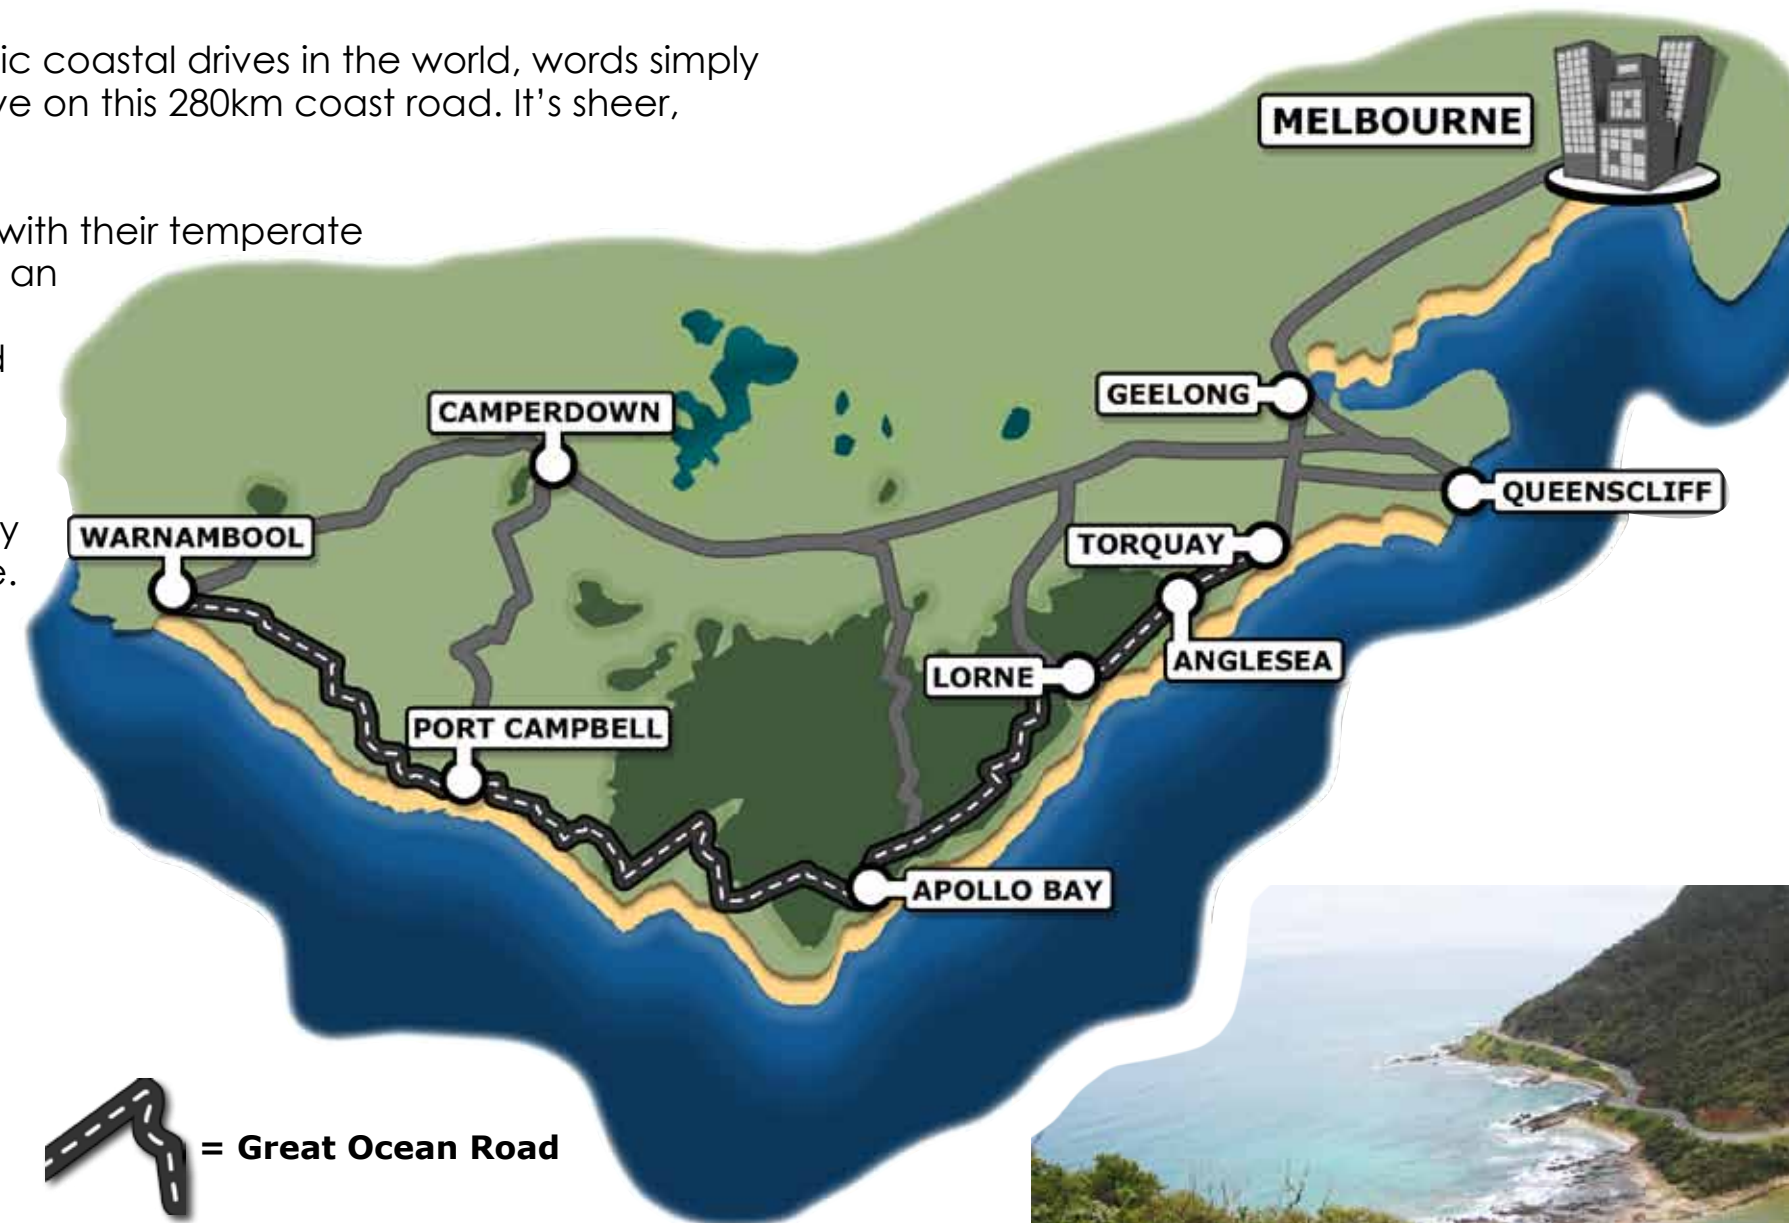 ic coastal drives in the world, words simply
ve on this 280km coast road. It's sheer,
with their temperate
an
d
y
e.
MELBOURNE
GEELONG
CAMPERDOWN
QUEENSCLIFF
WARNAMBOOL
TORQUAY
ANGLESEA
LORNE
PORT CAMPBELL
APOLLO BAY
= Great Ocean Road